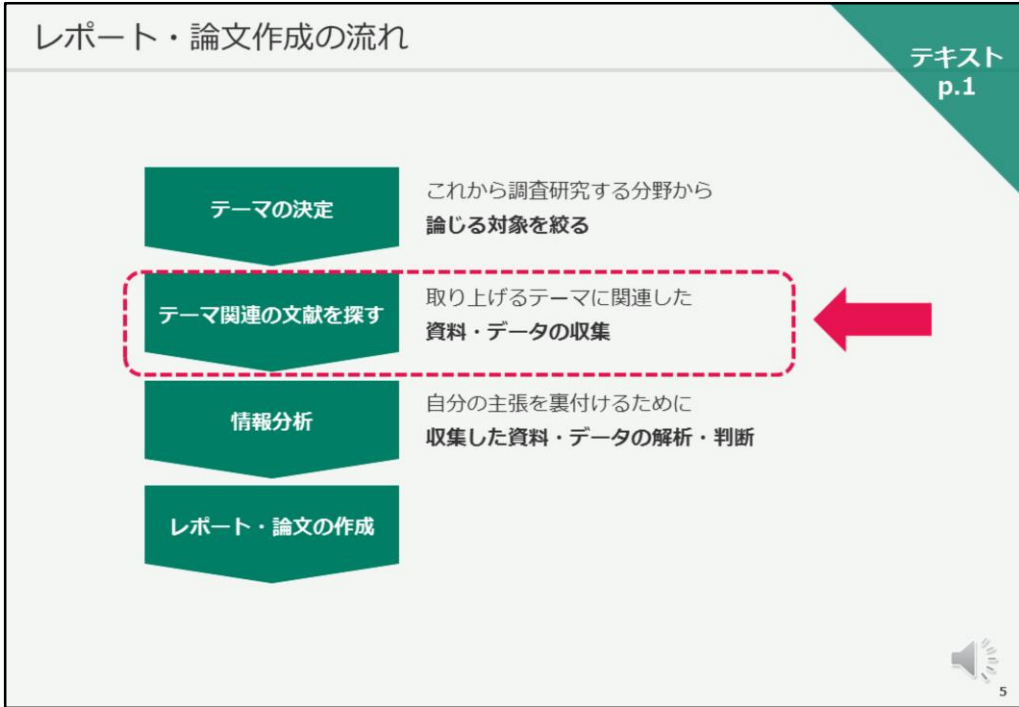 レポート・論文作成の流れ
テキスト
p.1
テーマの決定
これから調査研究する分野から
論じる対象を絞る
テーマ関連の文献を探す
取り上げるテーマに関連した
資料・データの収集
情報分析
自分の主張を裏付けるために
収集した資料・データの解析・判断
レポート・論文の作成
5